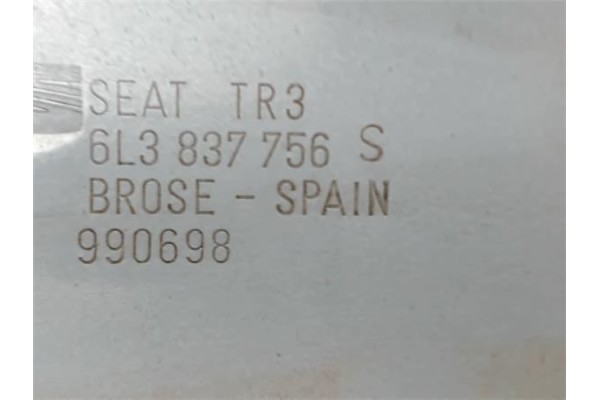 SEAT TR3
6L3 837 756 S
BROSE - SPAIN
990698